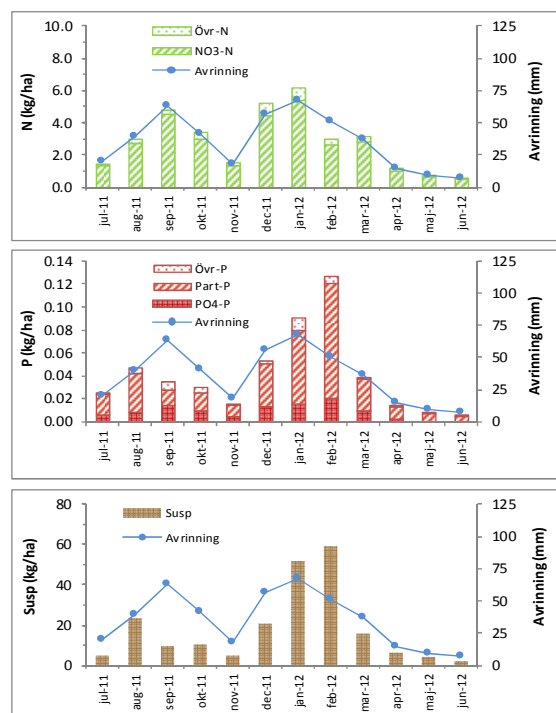 N (kg/ha)
10.0
8.0
6.0
4.0
2.0
0.0
Övr-N
NO3-N
Avrinning
125
100
75
50
25
0
Avrinning (mm)
jul-11
aug-11
sep-11
okt-11
nov-11
dec-11
jan-12
feb-12
mar-12
apr-12
maj-12
jun-12
P (kg/ha)
0.14
0.12
0.10
0.08
0.06
0.04
0.02
0.00
Övr-P
Part-P
PO4-P
Avrinning
125
100
75
50
25
0
Avrinning (mm)
jul-11
aug-11
sep-11
okt-11
nov-11
dec-11
jan-12
feb-12
mar-12
apr-12
maj-12
jun-12
Susp (kg/ha)
80
60
40
20
0
Susp
Avrinning
125
100
75
50
25
0
Avrinning (mm)
jul-11
aug-11
sep-11
okt-11
nov-11
dec-11
jan-12
feb-12
mar-12
apr-12
maj-12
jun-12